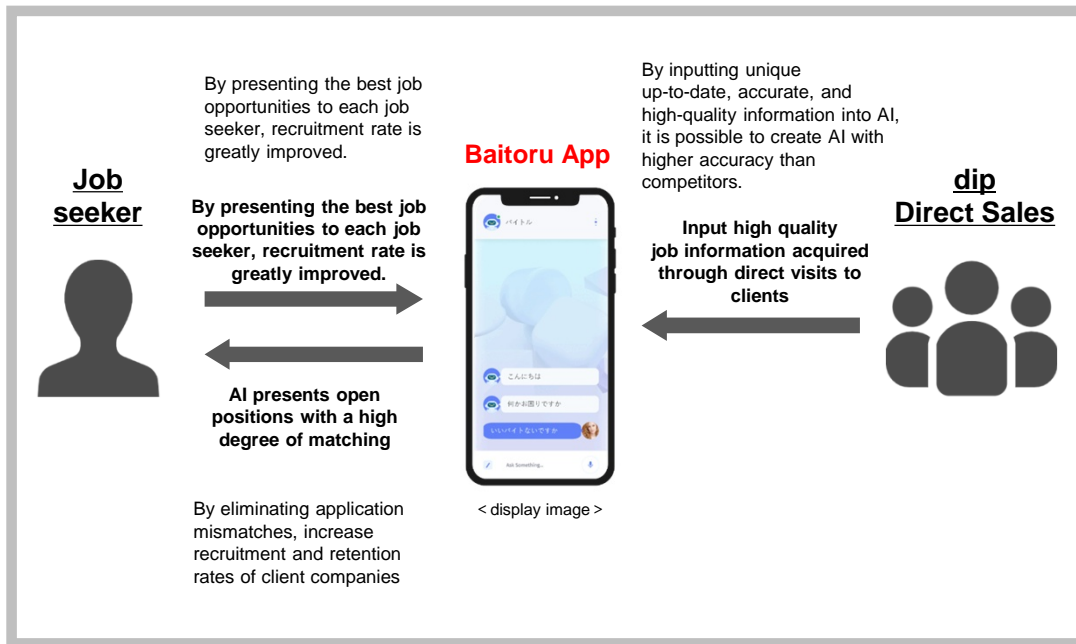 By presenting the best job
opportunities to each job
seeker, recruitment rate is
greatly improved.
By inputting unique
up-to-date, accurate, and
high-quality information into AI,
it is possible to create AI with
higher accuracy than
competitors.
Baitoru App
Job
seeker
dip
Direct Sales
By presenting the best job
opportunities to each job
seeker, recruitment rate is
greatly improved.
Input high quality
job information acquired
through direct visits to
clients
AI presents open
positions with a high
degree of matching
By eliminating application
mismatches, increase
recruitment and retention
rates of client companies
バイトル
こんにちは
何かお困りですか
いいバイトないですか
Ask Something...
< display image >